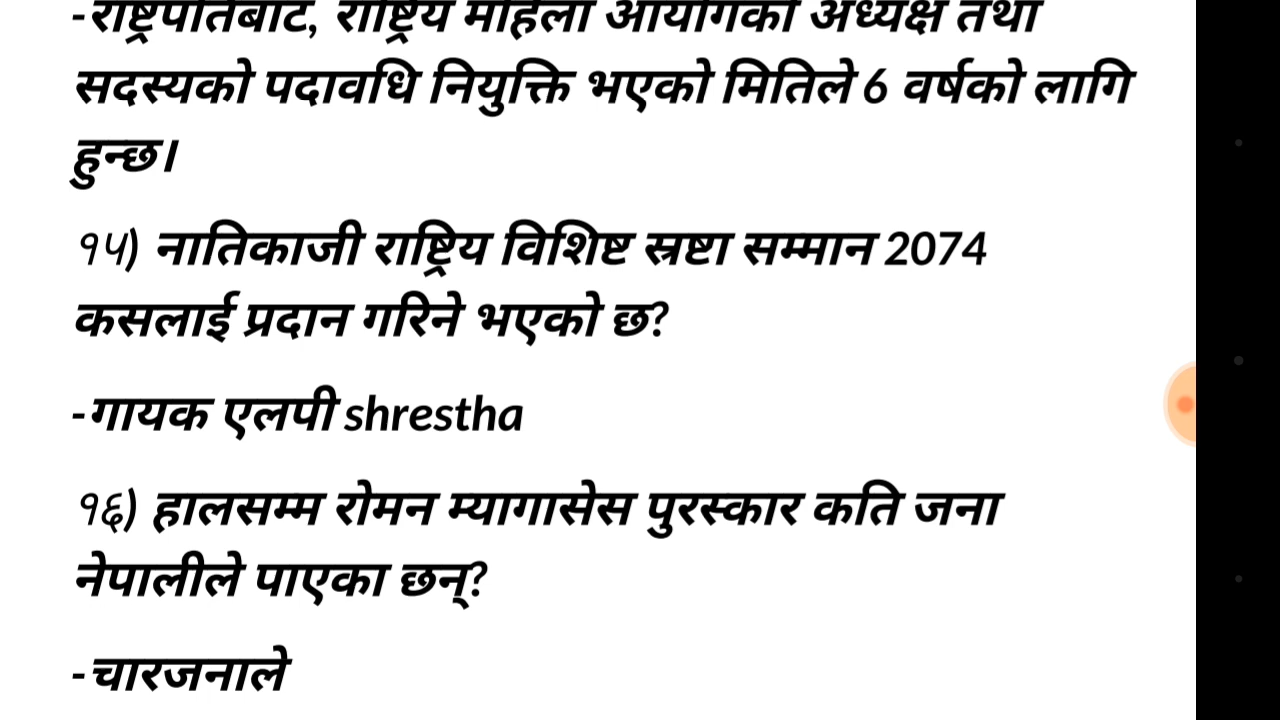 -राष्ट्रपतिबाट, राष्ट्रिय महिला आयोगका अध्यक्ष तथा
सदस्यको पदावधि नियुक्ति भएको मितिले 6 वर्षको लागि
हुन्छ।
१५) नातिकाजी राष्ट्रिय विशिष्ट स्रष्टा सम्मान 2074
कसलाई प्रदान गरिने भएको छ?
-गायक एलपी shrestha
१६) हालसम्म रोमन म्यागासेस पुरस्कार कति जना
नेपालीले पाएका छन्?
-चारजनाले